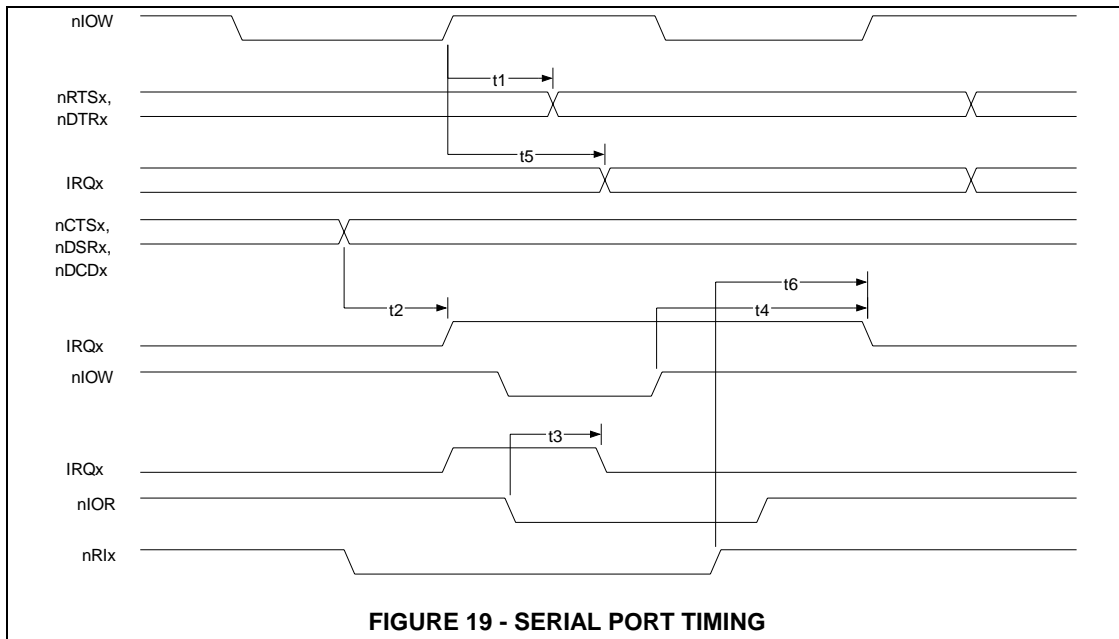 nIOW
t1
nRTSx,
nDTRx
t5
IRQx
nCTSx,
nDSRx,
nDCDx
t6
t2
t4
IRQx
nIOW
t3
IRQx
nIOR
nRIx
FIGURE 19 - SERIAL PORT TIMING